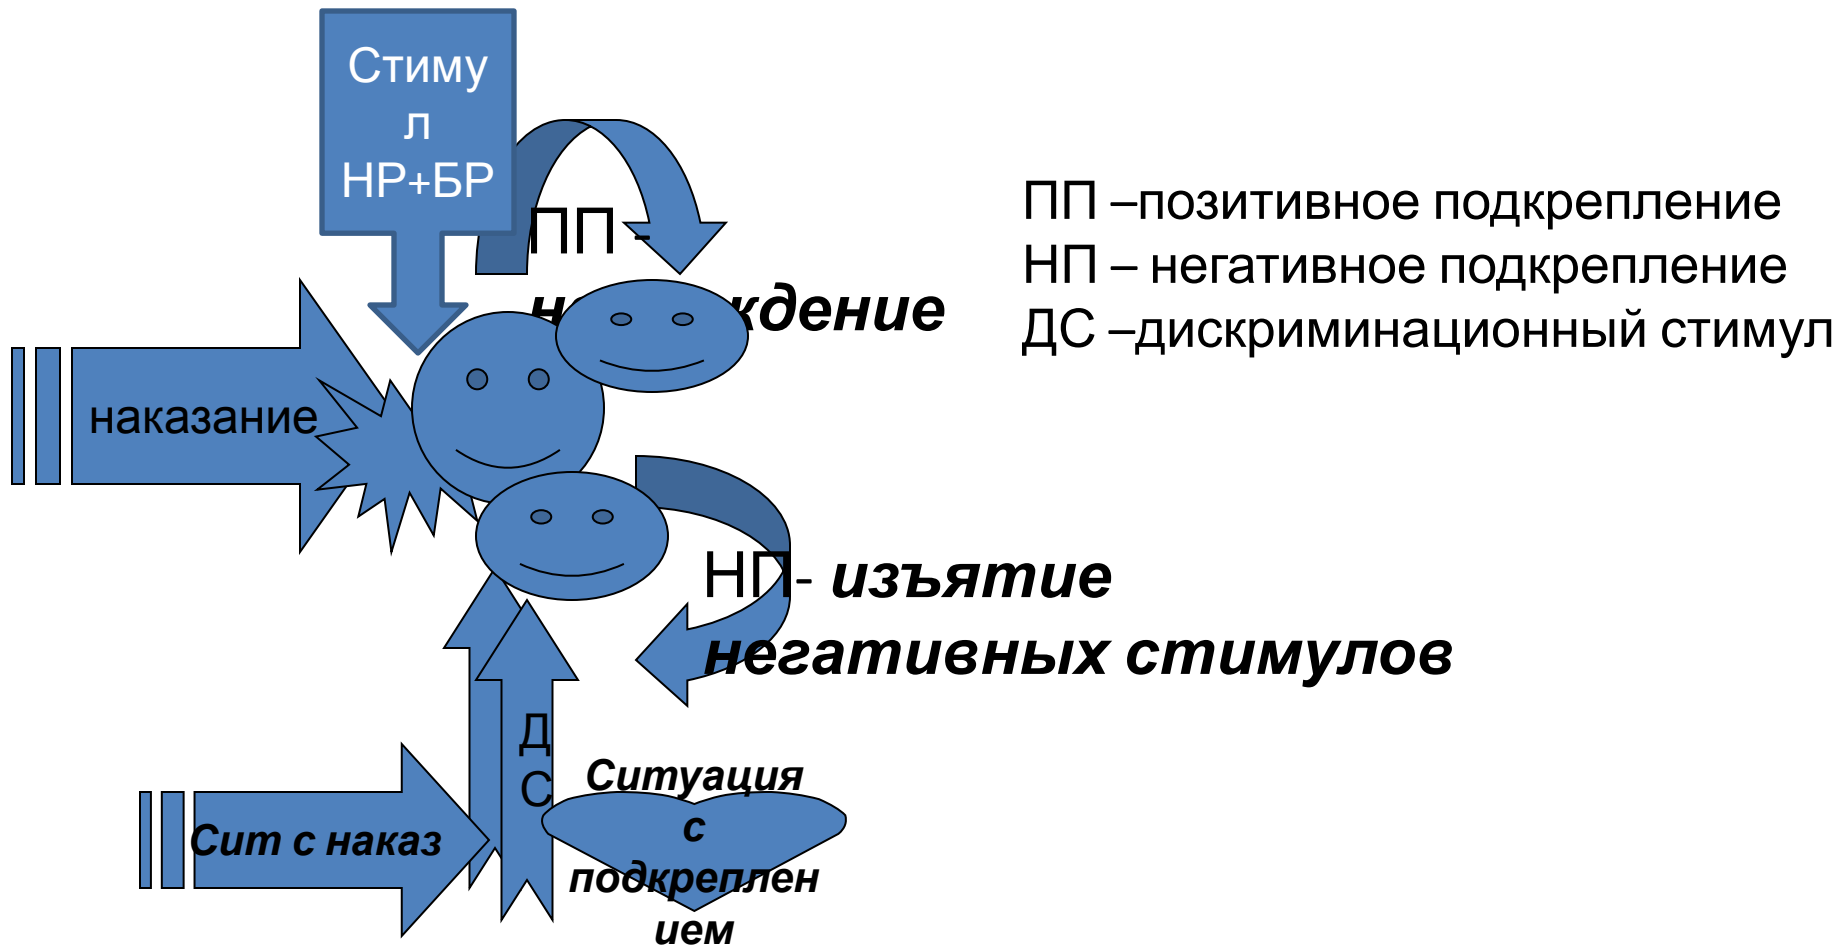 Стиму
л
НР+БР
ПП -
ПП –позитивное подкрепление
НП – негативное подкрепление
ДС –дискриминационный стимул
наказание
НП- изъятие
негативных стимулов
Д
С
Ситуация
с
подкреплен
ием
Сит с наказ